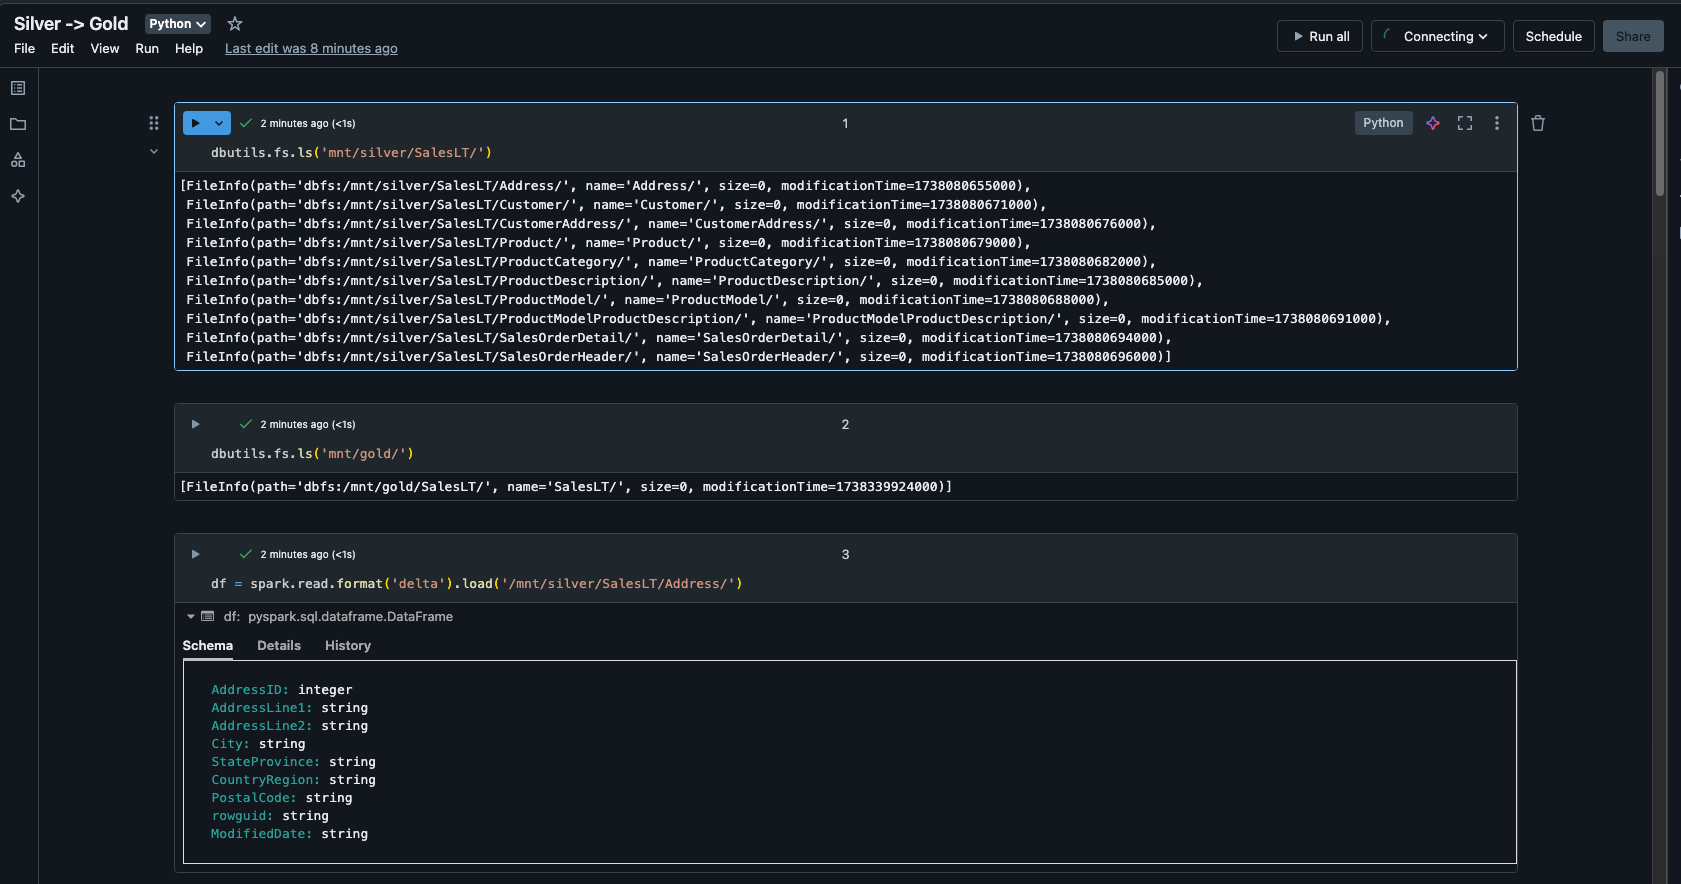 Silver -> Gold Python
File Edit View Run Help Last edit was 8 minutes ago
Run all Connecting Schedule Share
2 minutes ago (<1s) 1 Python
dbutils.fs.ls('mnt/silver/SalesLT/')
[FileInfo(path='dbfs:/mnt/silver/SalesLT/Address/', name='Address/', size=0, modificationTime=1738080655000),
FileInfo(path='dbfs:/mnt/silver/SalesLT/Customer/', name='Customer/', size=0, modificationTime=1738080671000),
FileInfo(path='dbfs:/mnt/silver/SalesLT/CustomerAddress/', name='CustomerAddress/', size=0, modificationTime=1738080676000),
FileInfo(path='dbfs:/mnt/silver/SalesLT/Product/', name='Product/', size=0, modificationTime=1738080679000),
FileInfo(path='dbfs:/mnt/silver/SalesLT/ProductCategory/', name='ProductCategory/', size=0, modificationTime=1738080682000),
FileInfo(path='dbfs:/mnt/silver/SalesLT/ProductDescription/', name='ProductDescription/', size=0, modificationTime=1738080685000),
FileInfo(path='dbfs:/mnt/silver/SalesLT/ProductModel/', name='ProductModel/', size=0, modificationTime=1738080688000),
FileInfo(path='dbfs:/mnt/silver/SalesLT/ProductModelProductDescription/', name='ProductModelProductDescription/', size=0, modificationTime=1738080691000),
FileInfo(path='dbfs:/mnt/silver/SalesLT/SalesOrderDetail/', name='SalesOrderDetail/', size=0, modificationTime=1738080694000),
FileInfo(path='dbfs:/mnt/silver/SalesLT/SalesOrderHeader/', name='SalesOrderHeader/', size=0, modificationTime=1738080696000)]
2 minutes ago (<1s) 2
dbutils.fs.ls('mnt/gold/')
[FileInfo(path='dbfs:/mnt/gold/SalesLT/', name='SalesLT/', size=0, modificationTime=1738339924000)]
2 minutes ago (<1s) 3
df = spark.read.format('delta').load('/mnt/silver/SalesLT/Address/')
df: pyspark.sql.dataframe.DataFrame
Schema Details History
AddressID: integer
AddressLine1: string
AddressLine2: string
City: string
StateProvince: string
CountryRegion: string
PostalCode: string
rowguid: string
ModifiedDate: string